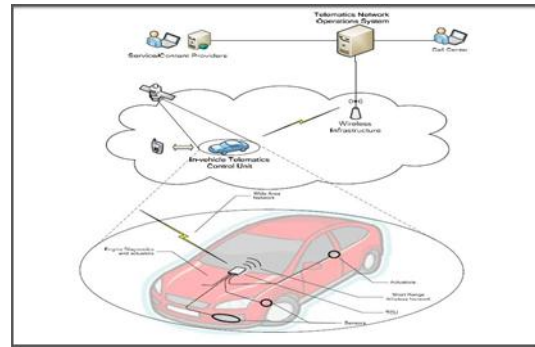 Telematics Network
Operations System
Service/Content Providers
Call Center
Wireless
Infrastructure
In-vehicle Telematics
Control Unit
Wide Area
Network
Engine Diagnostics
and actuators
Actuators
Short Range
Wireless Network
Sensors